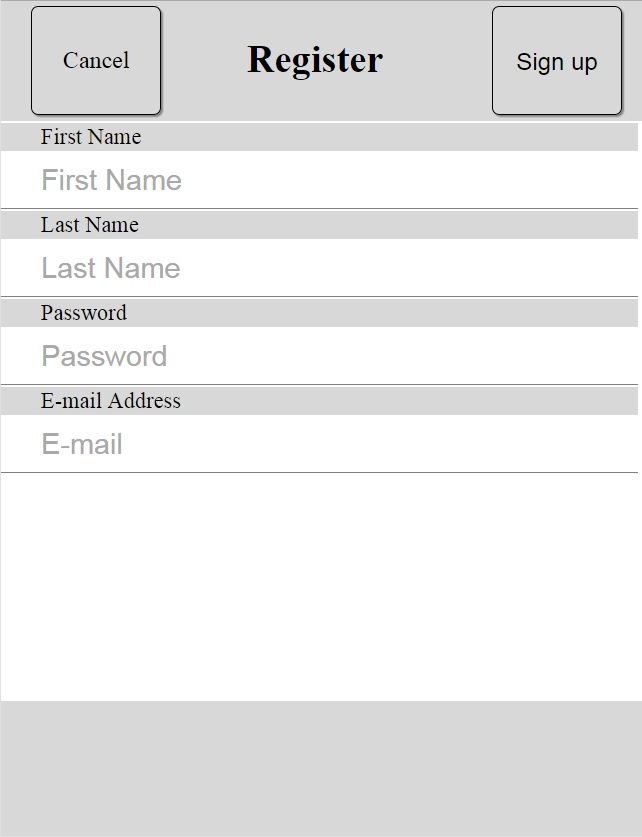 Cancel Register Sign up
First Name
First Name
Last Name
Last Name
Password
Password
E-mail Address
E-mail